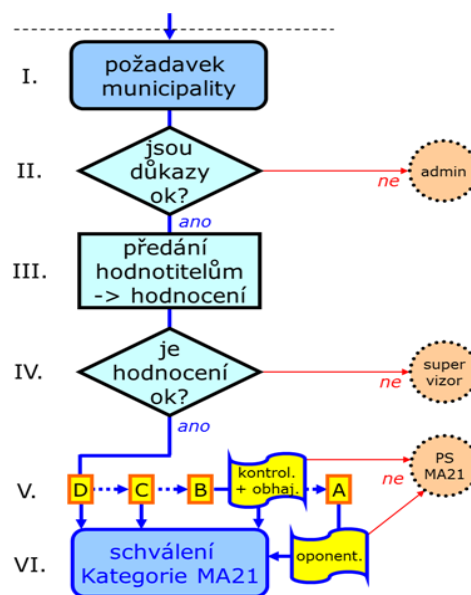 I.
požadavek
municipality
II.
jsou
důkazy
ok?
ne
admin
ano
III.
předání
hodnotitelům
-> hodnocení
IV.
je
hodnocení
ok?
ne
super
vizor
ano
V.
D
C
B
kontrol.
+ obhaj.
A
ne
PS
MA21
VI.
schválení
Kategorie MA21
oponent.